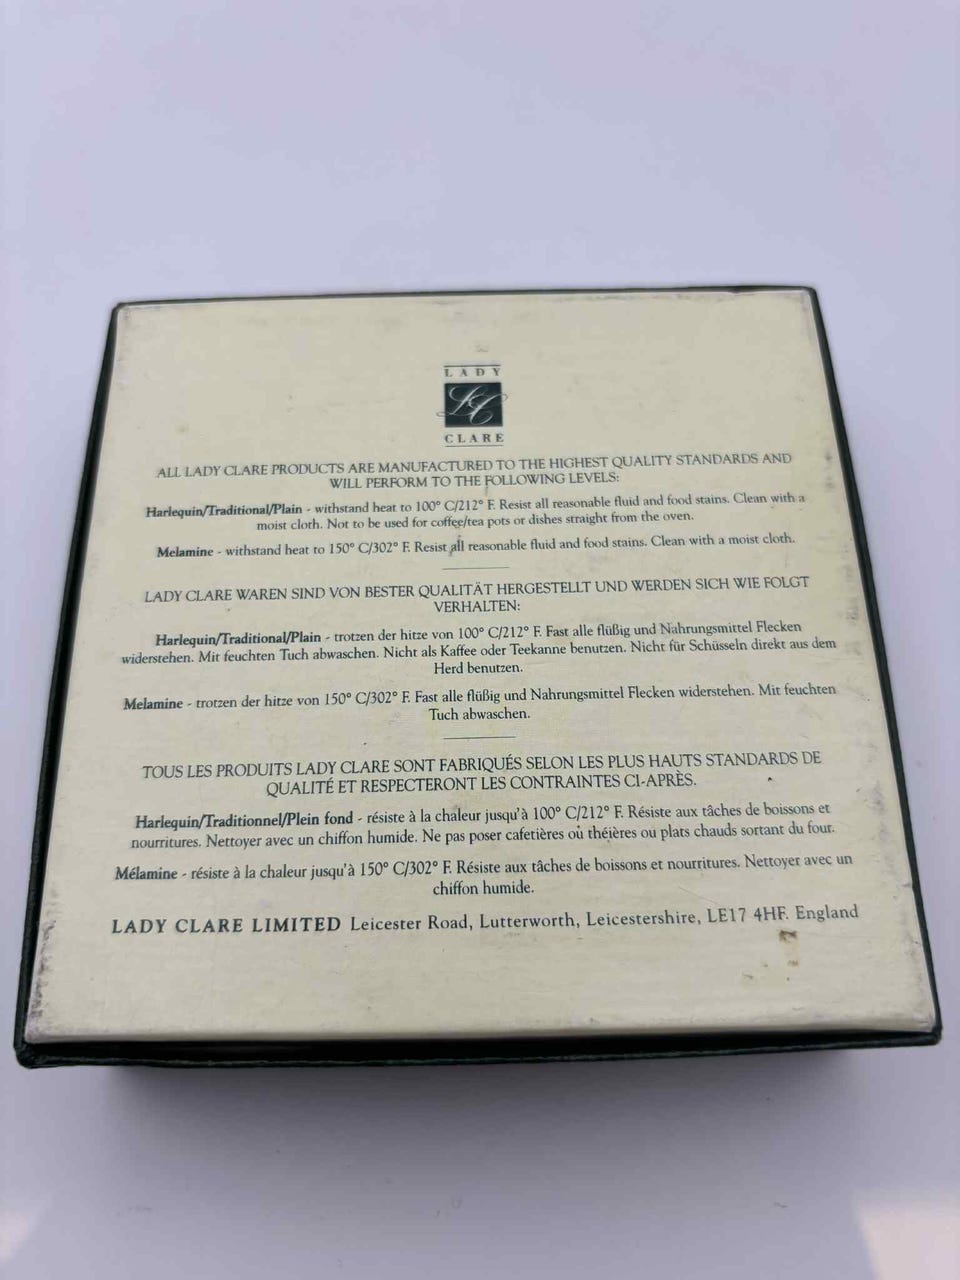 LADY
LC
CLARE
ALL LADY CLARE PRODUCTS ARE MANUFACTURED TO THE HIGHEST QUALITY STANDARDS AND
WILL PERFORM TO THE FOLLOWING LEVELS:
Harlequin/Traditional/Plain - withstand heat to 100° C/212° F. Resist all reasonable fluid and food stains. Clean with a
moist cloth. Not to be used for coffee/tea pots or dishes straight from the oven.
Melamine - withstand heat to 150° C/302° F. Resist all reasonable fluid and food stains. Clean with a moist cloth.
LADY CLARE WAREN SIND VON BESTER QUALITÄT HERGESTELLT UND WERDEN SICH WIE FOLGT
VERHALTEN:
Harlequin/Traditional/Plain - trotzen der hitze von 100° C/212° F. Fast alle flüßig und Nahrungsmittel Flecken
widerstehen. Mit feuchten Tuch abwaschen. Nicht als Kaffee oder Teekanne benutzen. Nicht für Schüsseln direkt aus dem
Herd benutzen.
Melamine - trotzen der hitze von 150° C/302° F. Fast alle flüßig und Nahrungsmittel Flecken widerstehen. Mit feuchten
Tuch abwaschen.
TOUS LES PRODUITS LADY CLARE SONT FABRIQUÉS SELON LES PLUS HAUTS STANDARDS DE
QUALITÉ ET RESPECTERONT LES CONTRAINTES CI-APRÈS.
Harlequin/Traditionnel/Plein fond - résiste à la chaleur jusqu'à 100° C/212° F. Résiste aux tâches de boissons et
nourritures. Nettoyer avec un chiffon humide. Ne pas poser cafetières où théières ou plats chauds sortant du four.
Mélamine - résiste à la chaleur jusqu'à 150° C/302° F. Résiste aux tâches de boissons et nourritures. Nettoyer avec un
chiffon humide.
LADY CLARE LIMITED Leicester Road, Lutterworth, Leicestershire, LE17 4HF. England